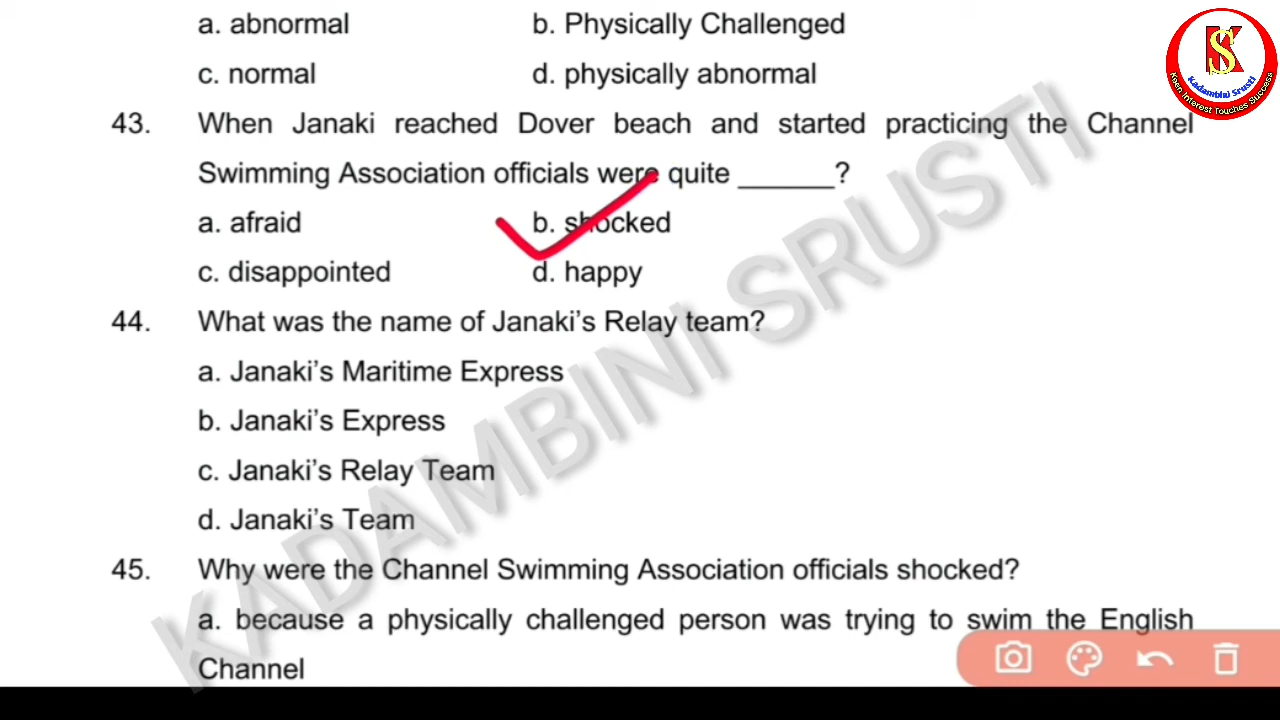 a. abnormal b. Physically Challenged
c. normal d. physically abnormal
43. When Janaki reached Dover beach and started practicing the Channel
Swimming Association officials were quite ______?
a. afraid b. shocked
c. disappointed d. happy
44. What was the name of Janaki's Relay team?
a. Janaki's Maritime Express
b. Janaki's Express
c. Janaki's Relay Team
d. Janaki's Team
45. Why were the Channel Swimming Association officials shocked?
a. because a physically challenged person was trying to swim the English
Channel
KADAMBINI SRUSTI
KS
Kadambini Srusti
Keen Interest Touches Success